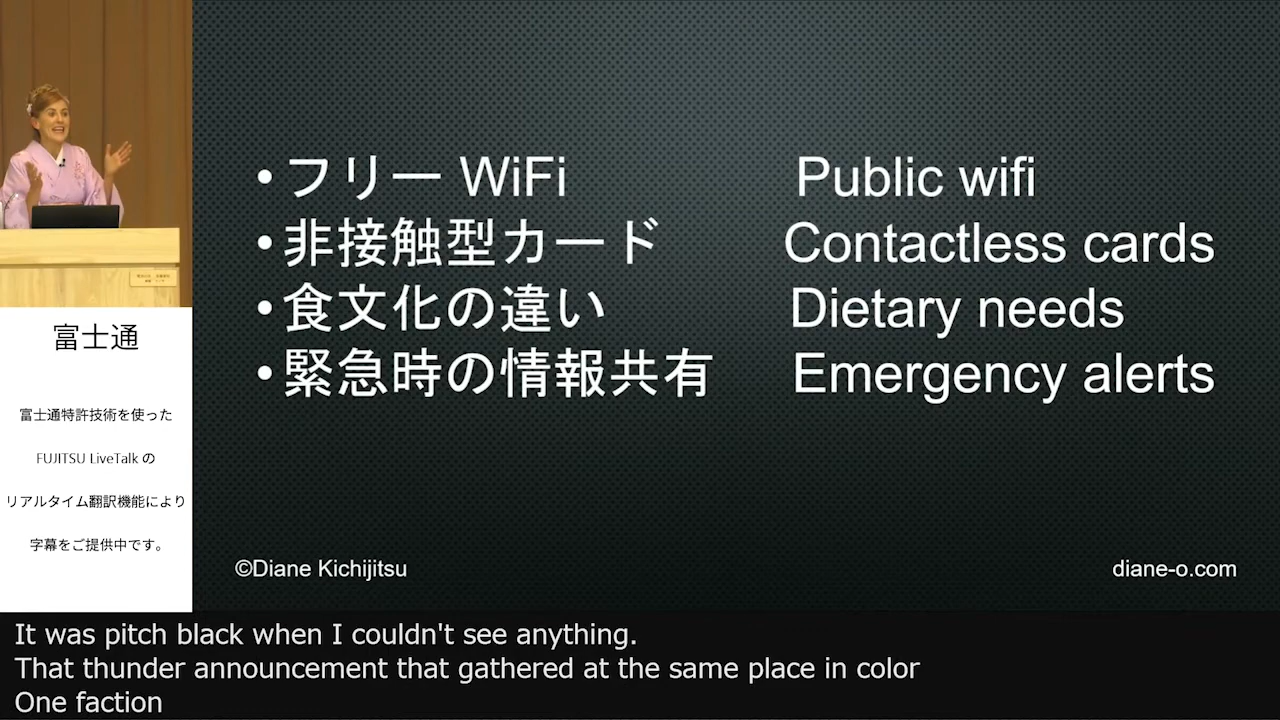 • フリー WiFi Public wifi
• 非接触型カード Contactless cards
• 食文化の違い Dietary needs
• 緊急時の情報共有 Emergency alerts
©Diane Kichijitsu diane-o.com
富士通
富士通特許技術を使った
FUJITSU LiveTalk の
リアルタイム翻訳機能により
字幕をご提供中です。
It was pitch black when I couldn't see anything.
That thunder announcement that gathered at the same place in color
One faction